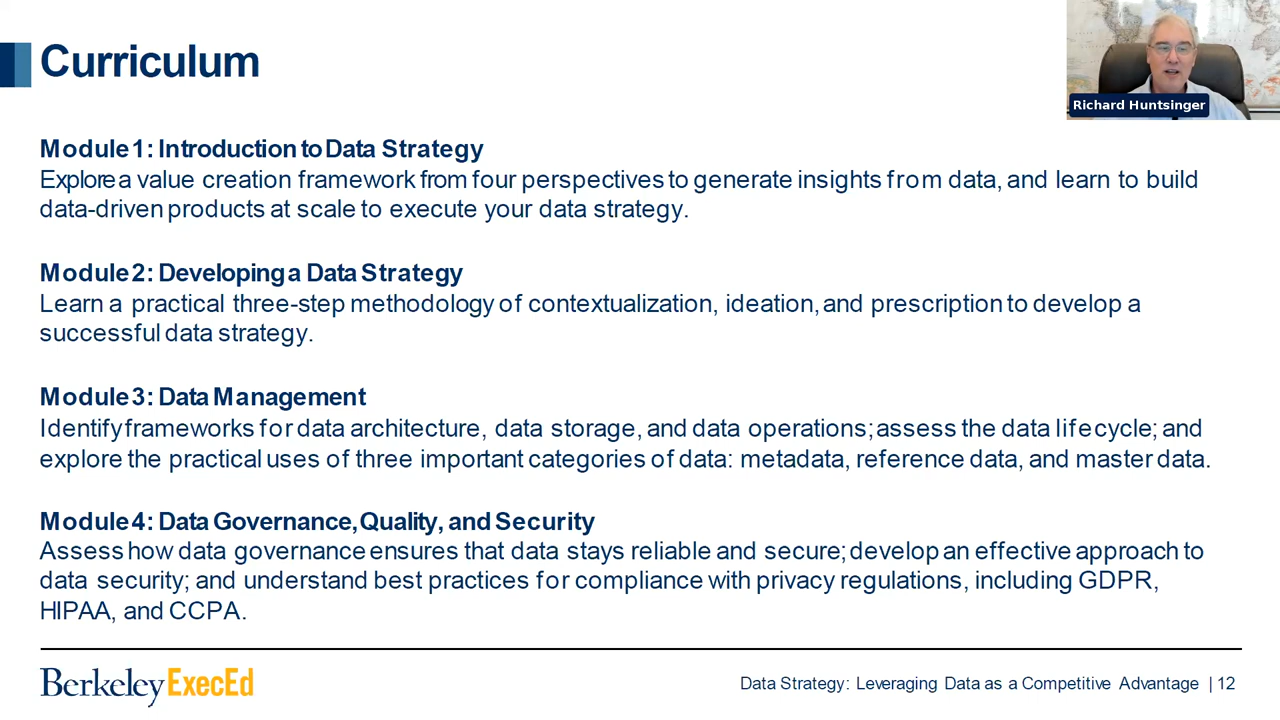 Curriculum
Richard Huntsinger
Module 1: Introduction to Data Strategy
Explore a value creation framework from four perspectives to generate insights from data, and learn to build
data-driven products at scale to execute your data strategy.
Module 2: Developing a Data Strategy
Learn a practical three-step methodology of contextualization, ideation, and prescription to develop a
successful data strategy.
Module 3: Data Management
Identify frameworks for data architecture, data storage, and data operations; assess the data lifecycle; and
explore the practical uses of three important categories of data: metadata, reference data, and master data.
Module 4: Data Governance, Quality, and Security
Assess how data governance ensures that data stays reliable and secure; develop an effective approach to
data security; and understand best practices for compliance with privacy regulations, including GDPR,
HIPAA, and CCPA.
Berkeley ExecEd
Data Strategy: Leveraging Data as a Competitive Advantage | 12